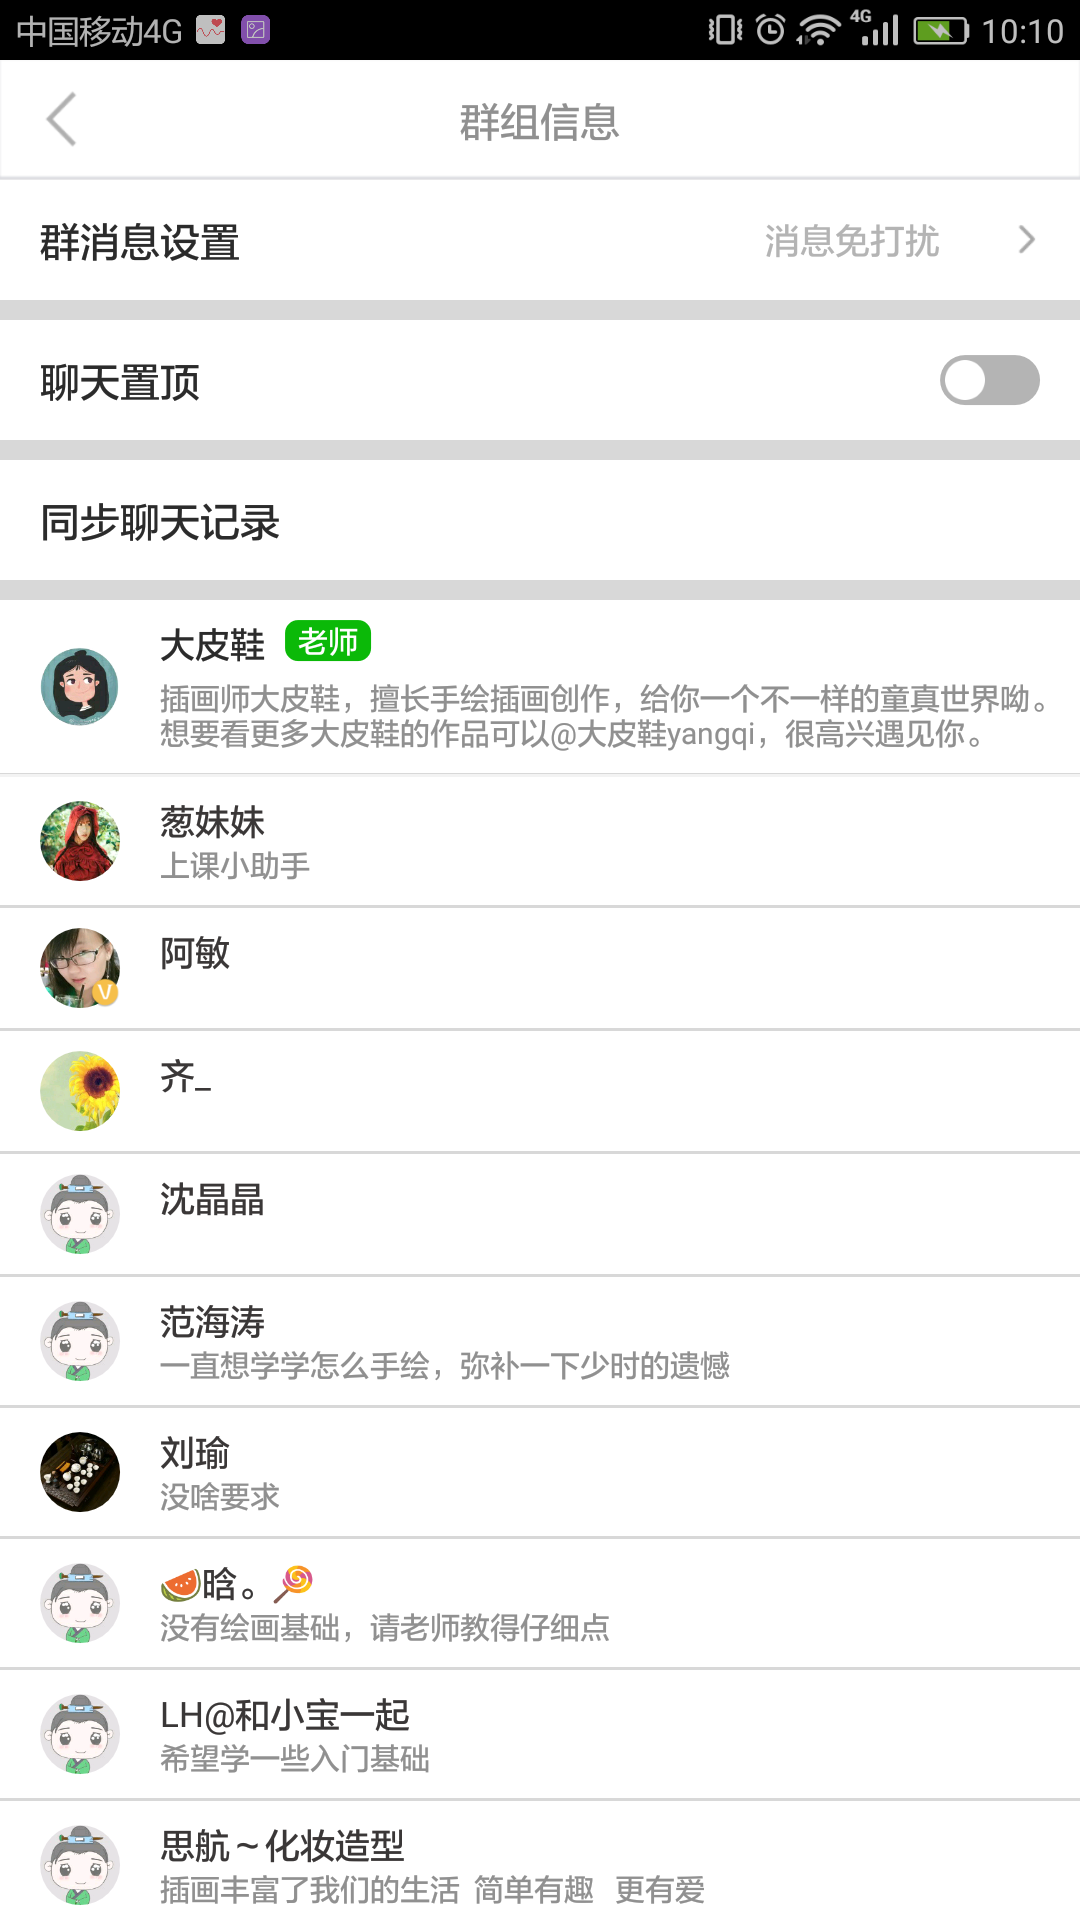 中国移动4G
4G
10:10
群组信息
群消息设置
消息免打扰
聊天置顶
同步聊天记录
大皮鞋 老师
插画师大皮鞋，擅长手绘插画创作，给你一个不一样的童真世界呦。
想要看更多大皮鞋的作品可以@大皮鞋yangqi，很高兴遇见你。
葱妹妹
上课小助手
阿敏
V
齐_
沈晶晶
范海涛
一直想学学怎么手绘，弥补一下少时的遗憾
刘瑜
没啥要求
🍉晗。🍭
没有绘画基础，请老师教得仔细点
LH@和小宝一起
希望学一些入门基础
思航～化妆造型
插画丰富了我们的生活 简单有趣  更有爱